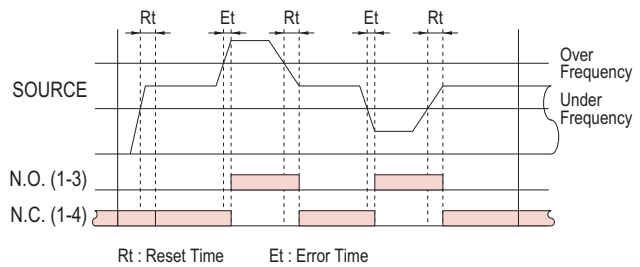 Rt Et Rt Et Rt
Over
Frequency
SOURCE
Under
Frequency
N.O. (1-3)
N.C. (1-4)
Rt : Reset Time Et : Error Time